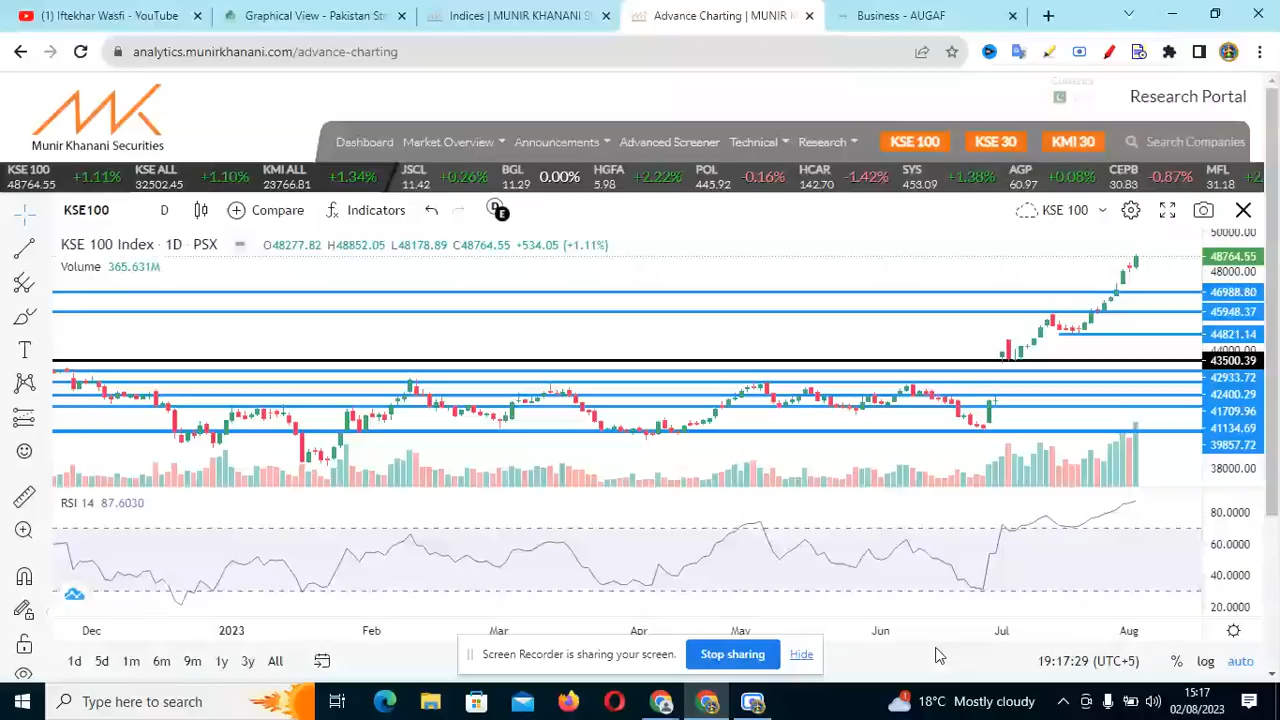 (1) Iftekhar Wasti - YouTube
Graphical View - Pakistan St
Indices | MUNIR KHANANI S
Advance Charting | MUNIR K
Business - AUGAF
analytics.munirkhanani.com/advance-charting
Munir Khanani Securities
Currency
Research Portal
Dashboard Market Overview Announcements Advanced Screener Technical Research KSE 100 KSE 30 KMI 30 Search Companies
KSE 100 48764.55 +1.11%
KSE ALL 32502.45 +1.10%
KMI ALL 23766.81 +1.34%
JSCL 11.42 +0.26%
BGL 11.29 0.00%
HGFA 5.98 +2.22%
POL 445.92 -0.16%
HCAR 142.70 -1.42%
SYS 453.09 +1.38%
AGP 60.97 +0.08%
CEPB 30.83 -0.87%
MFL 31.18 +2
KSE100 D Compare Indicators KSE 100
KSE 100 Index · 1D · PSX O48277.82 H48852.05 L48178.89 C48764.55 +534.05 (+1.11%)
Volume 365.631M
50000.00
48764.55
48000.00
46988.80
45948.37
44821.14
44000.00
43500.39
42933.72
42400.29
41709.96
41134.69
39857.72
38000.00
RSI 14 87.6030
80.0000
60.0000
40.0000
20.0000
Dec 2023 Feb Mar Apr May Jun Jul Aug
1d 5d 1m 6m 9m 1y 3y All
Screen Recorder is sharing your screen. Stop sharing Hide
19:17:29 (UTC+5) % log auto
Type here to search
18°C Mostly cloudy
15:17
02/08/2023